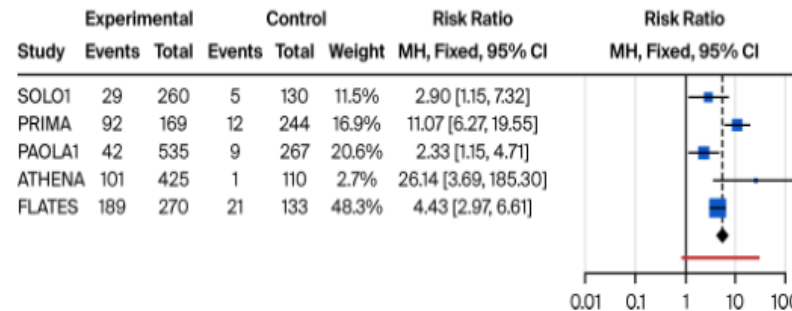 Experimental Control Risk Ratio Risk Ratio
Study Events Total Events Total Weight MH, Fixed, 95% CI MH, Fixed, 95% CI
SOLO1 29 260 5 130 11.5% 2.90 [1.15, 7.32]
PRIMA 92 169 12 244 16.9% 11.07 [6.27, 19.55]
PAOLA1 42 535 9 267 20.6% 2.33 [1.15, 4.71]
ATHENA 101 425 1 110 2.7% 26.14 [3.69, 185.30]
FLATES 189 270 21 133 48.3% 4.43 [2.97, 6.61]
0.01 0.1 1 10 100